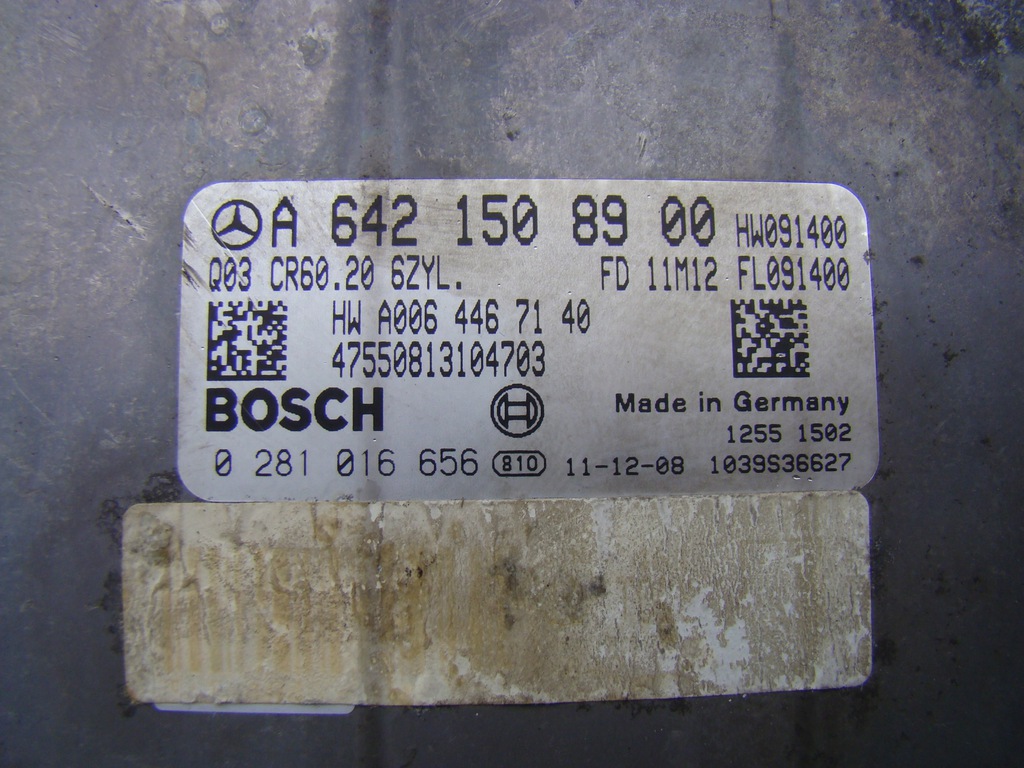 A 642 150 89 00 HW091400
Q03 CR60.20 6ZYL. FD 11M12 FL091400
HW A006 446 71 40
47550813104703
BOSCH
Made in Germany
1255 1502
0 281 016 656 810 11-12-08 1039S36627